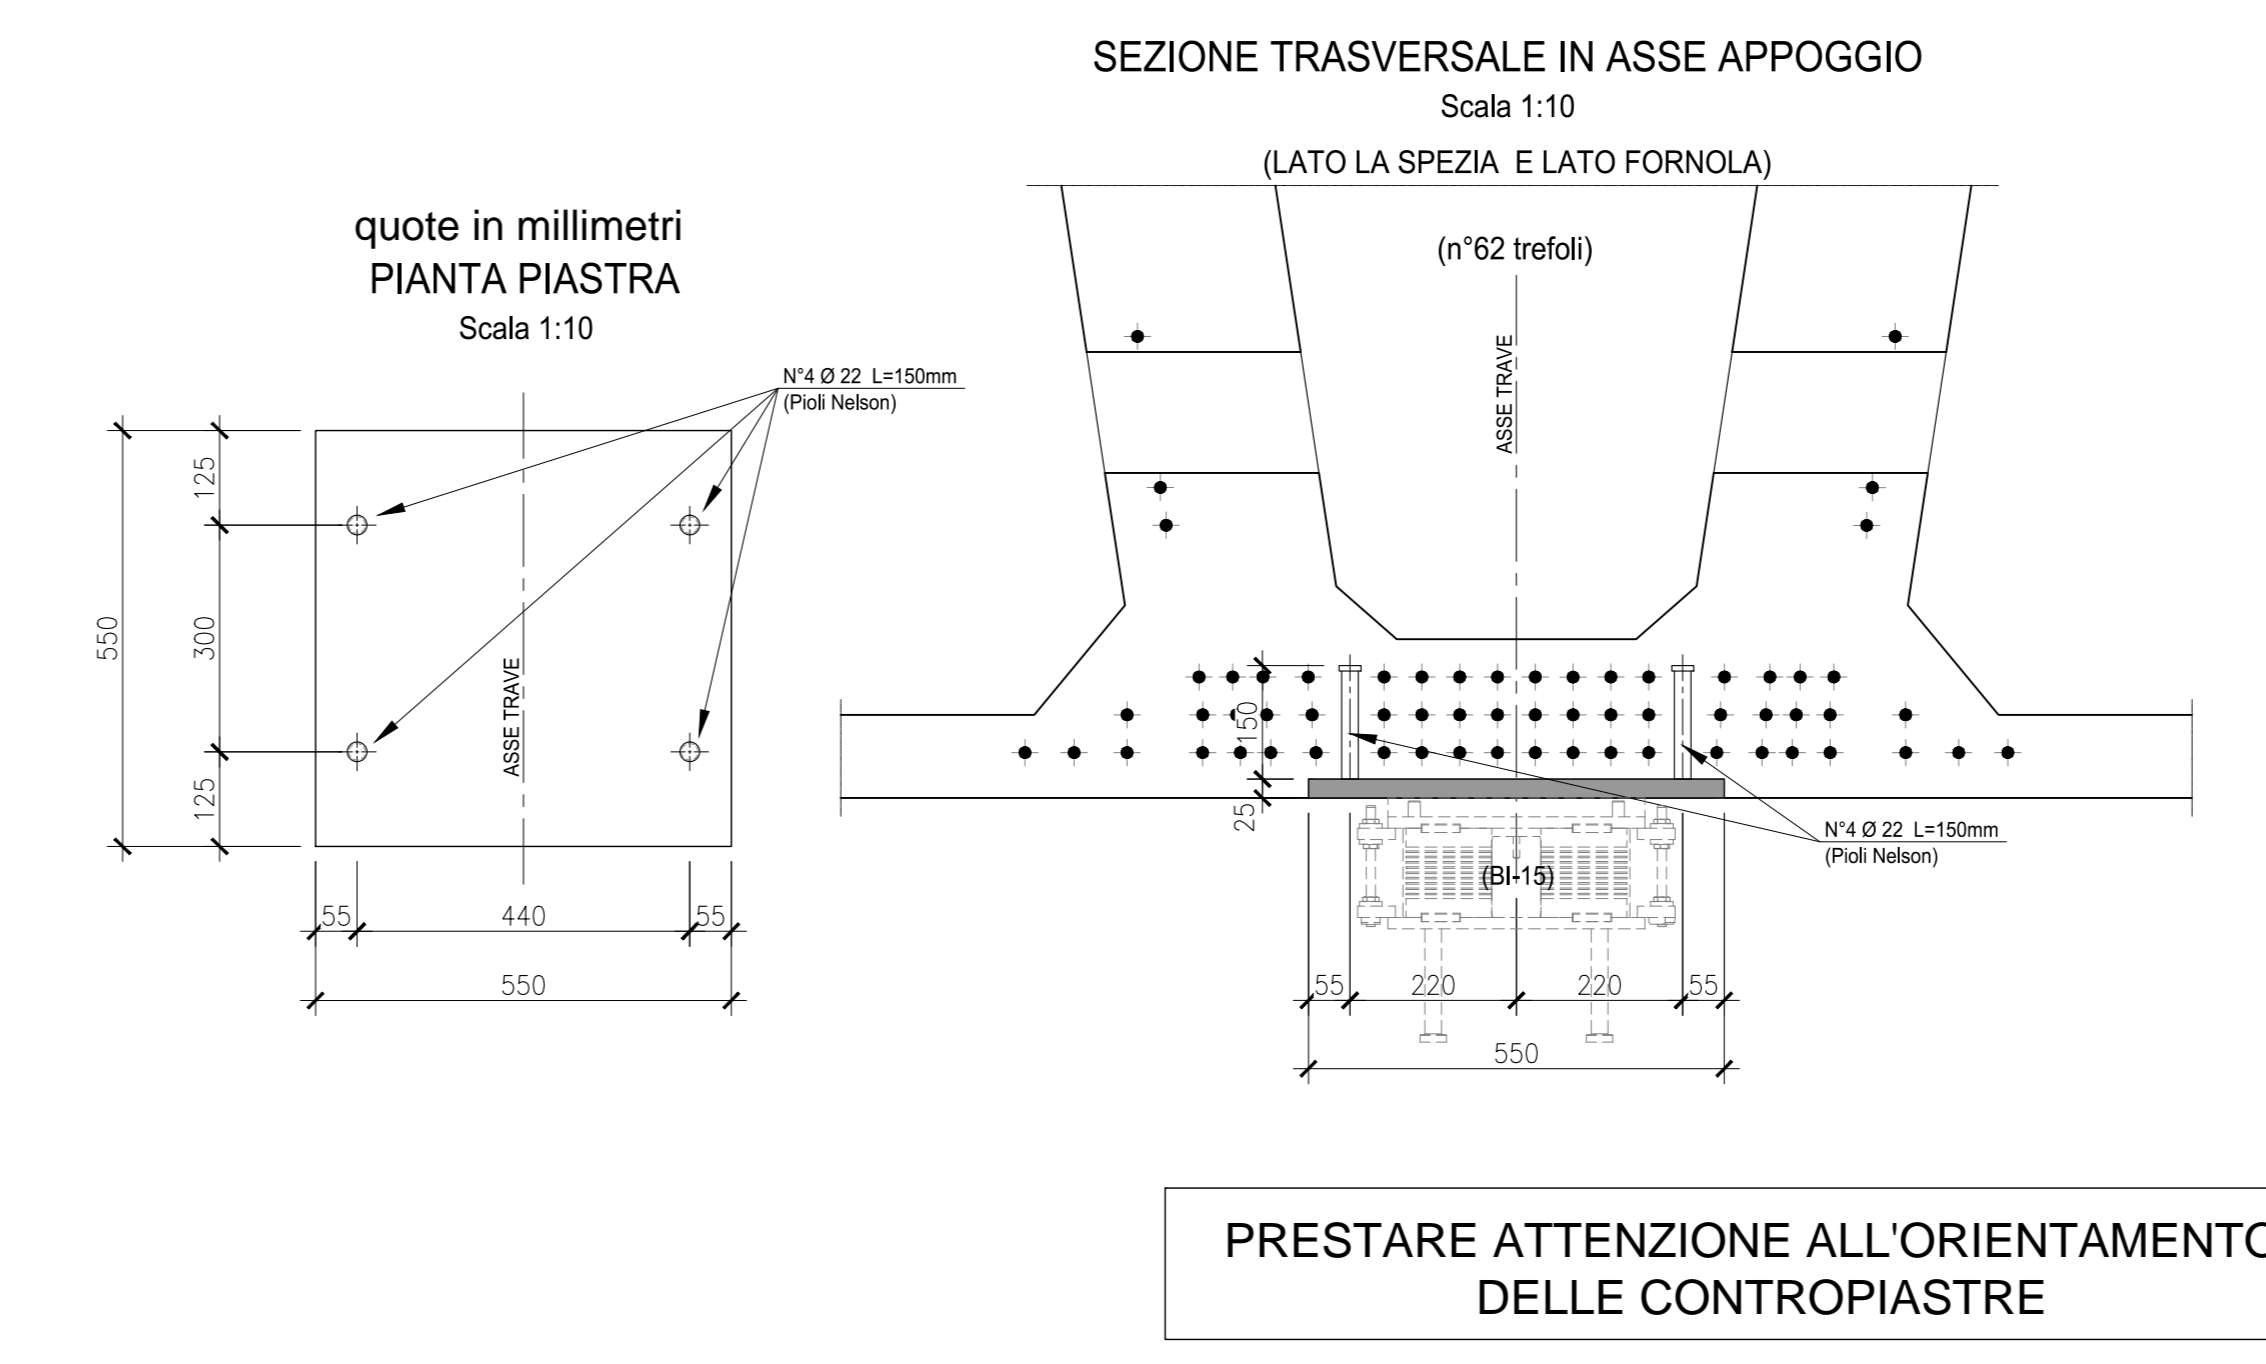 SEZIONE TRASVERSALE IN ASSE APPOGGIO
Scala 1:10
(LATO LA SPEZIA E LATO FORNOLA)
quote in millimetri
PIANTA PIASTRA
Scala 1:10
N°4 Ø 22 L=150mm
(Pioli Nelson)
125
300
125
550
ASSE TRAVE
55
440
55
550
(n°62 trefoli)
ASSE TRAVE
150
25
N°4 Ø 22 L=150mm
(Pioli Nelson)
(BI-15)
55
220
220
55
550
PRESTARE ATTENZIONE ALL'ORIENTAMENTO
DELLE CONTROPIASTRE